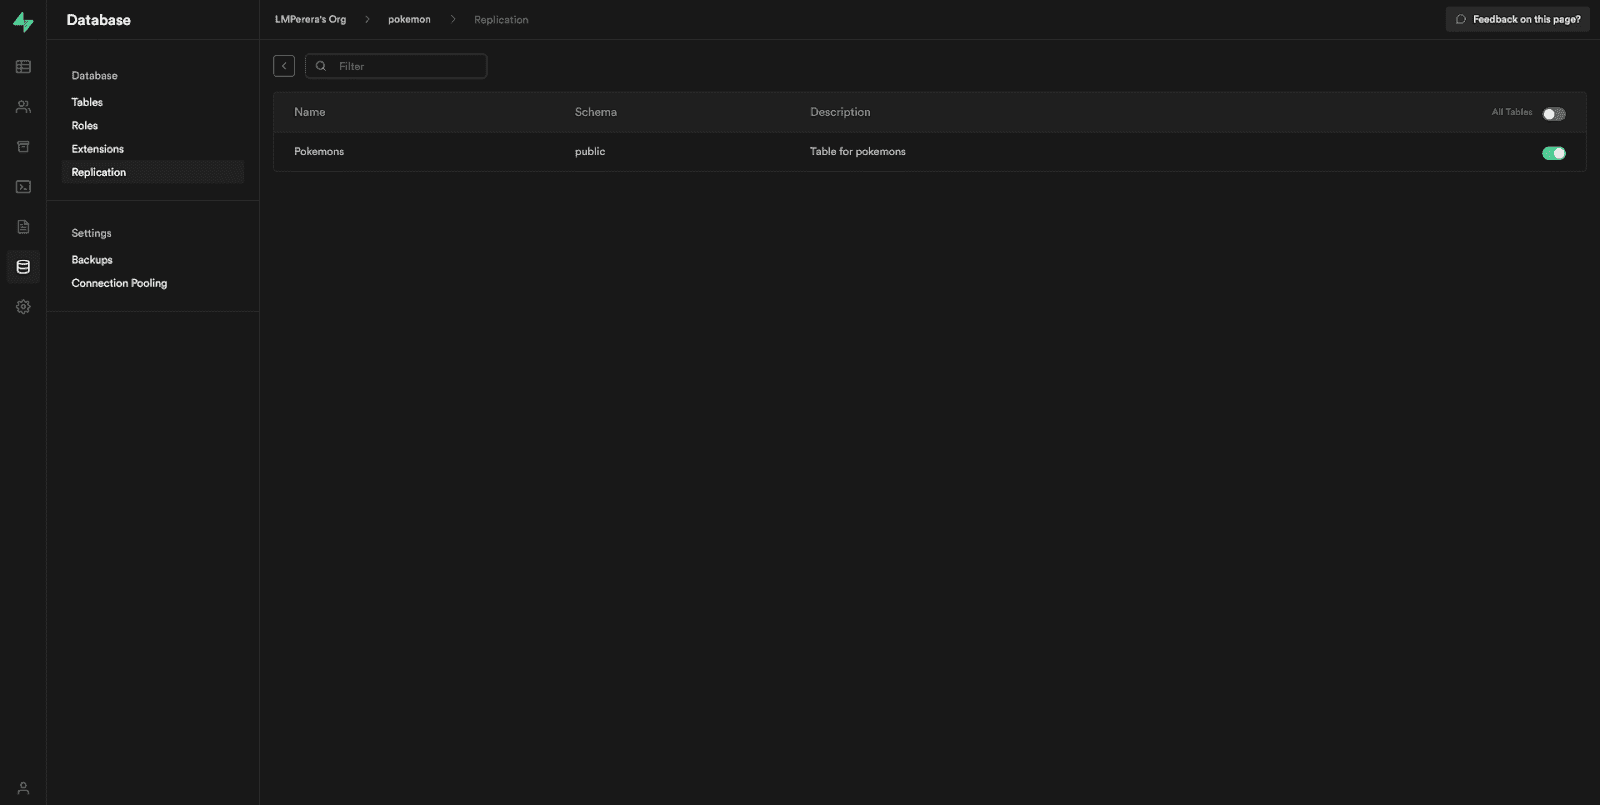 Database
LMPerera's Org > pokemon > Replication
Feedback on this page?
Database
Tables
Roles
Extensions
Replication
Settings
Backups
Connection Pooling
Filter
Name Schema Description All Tables
Pokemons public Table for pokemons